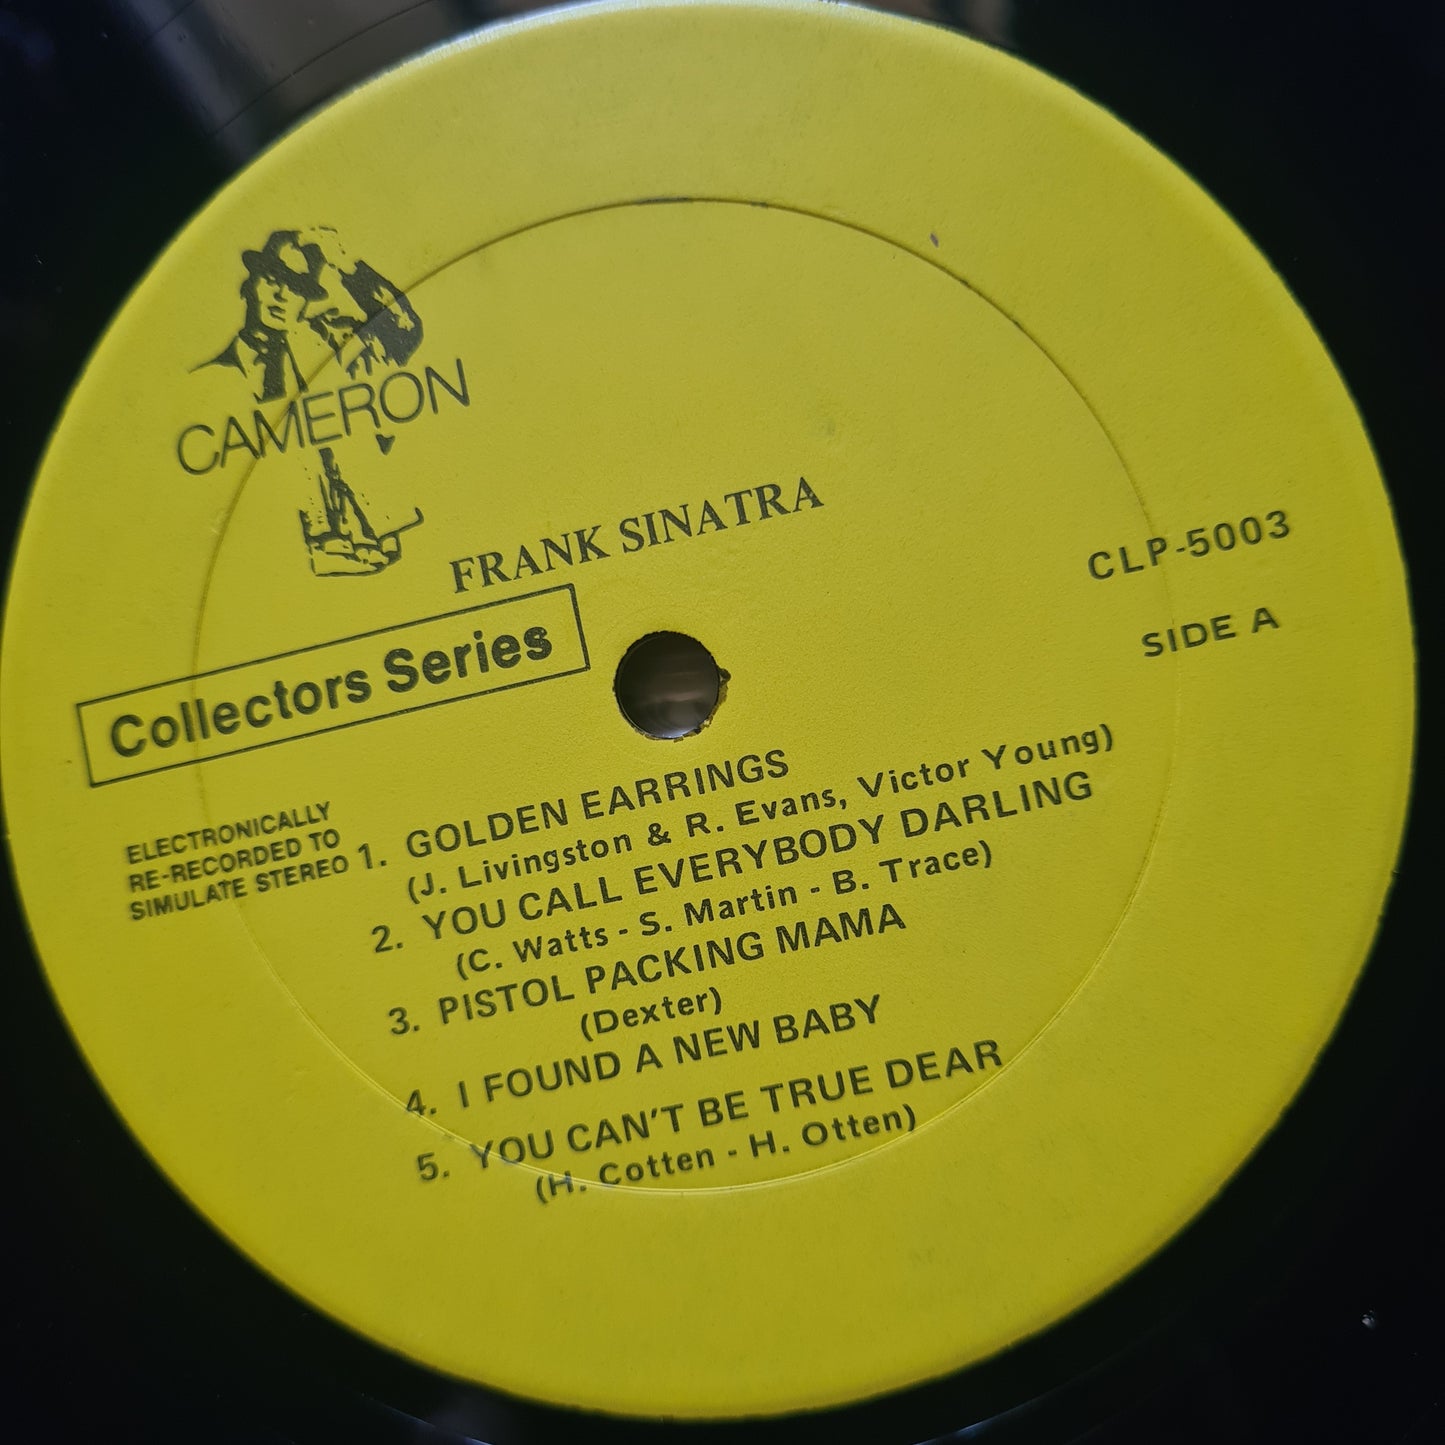 CAMERON
FRANK SINATRA
Collectors Series
CLP-5003
SIDE A
ELECTRONICALLY
RE-RECORDED TO
SIMULATE STEREO
1. GOLDEN EARRINGS
(J. Livingston & R. Evans, Victor Young)
2. YOU CALL EVERYBODY DARLING
(C. Watts - S. Martin - B. Trace)
3. PISTOL PACKING MAMA
(Dexter)
4. I FOUND A NEW BABY
5. YOU CAN'T BE TRUE DEAR
(H. Cotten - H. Otten)